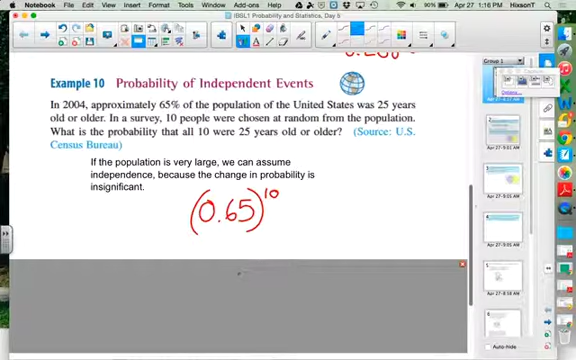 Notebook File Edit View Insert Format Tools Add-ons Window Help 90% Apr 27 1:16 PM HixsonT
IBSL1 Probability and Statistics, Day 5
Group 1
Example 10 Probability of Independent Events
In 2004, approximately 65% of the population of the United States was 25 years
old or older. In a survey, 10 people were chosen at random from the population.
What is the probability that all 10 were 25 years old or older? (Source: U.S.
Census Bureau)
If the population is very large, we can assume
independence, because the change in probability is
insignificant.
(0.65)^10
Auto-hide